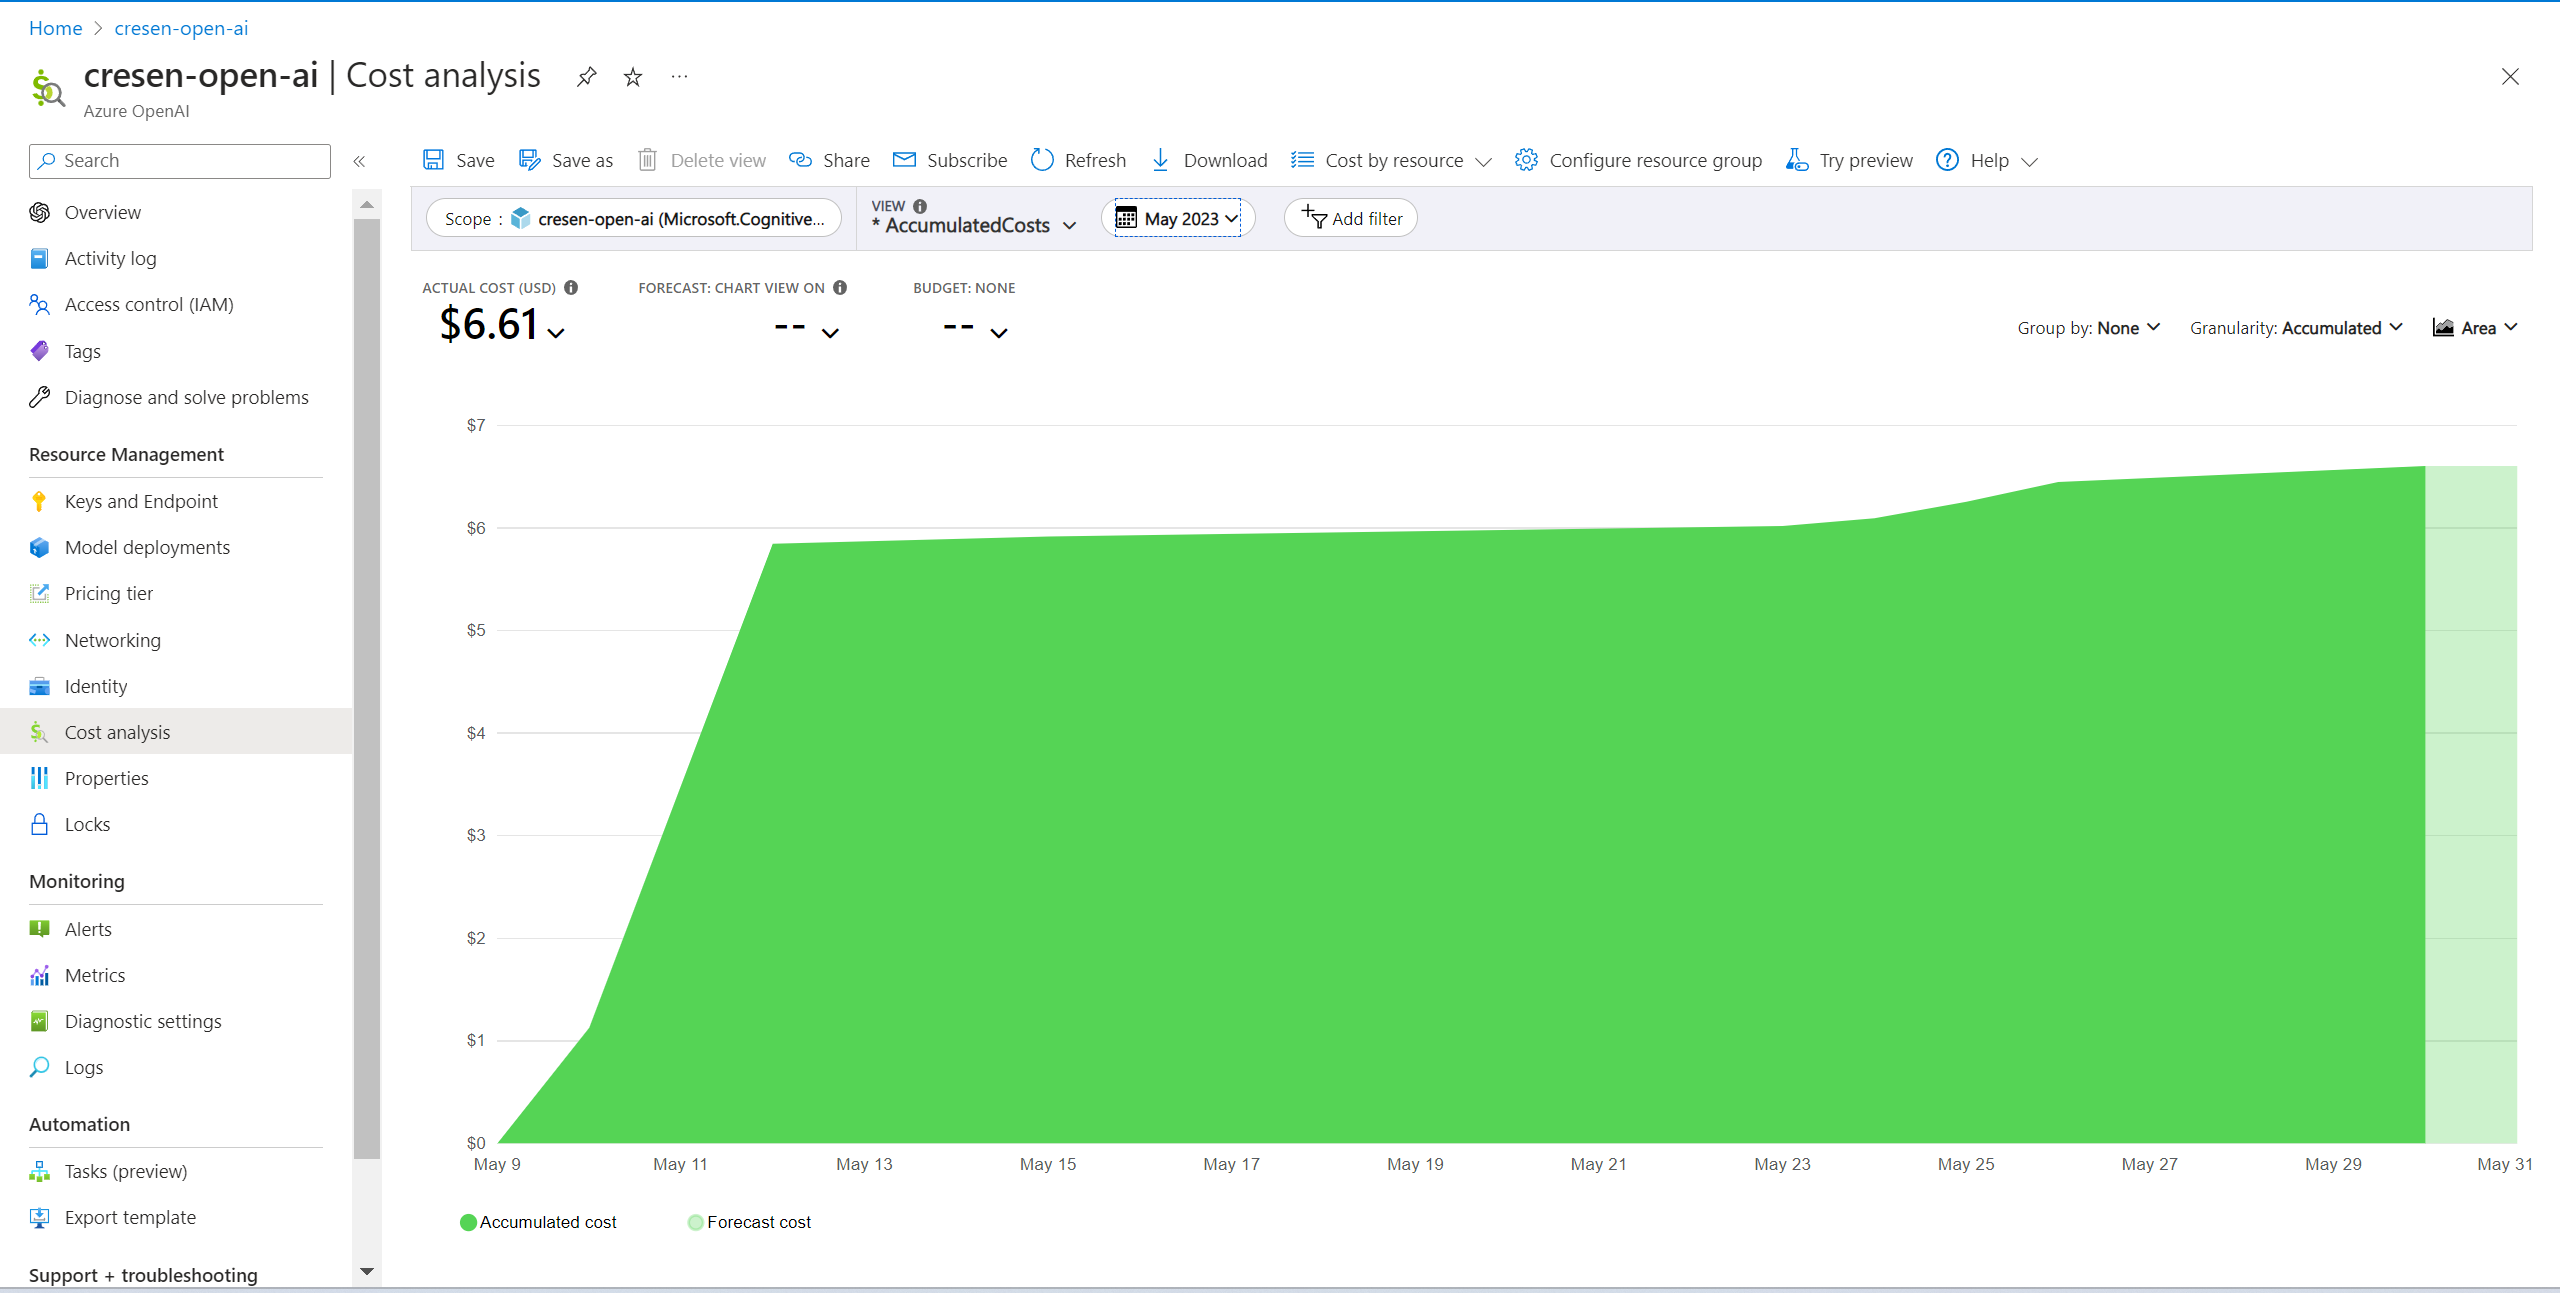 Home > cresen-open-ai
cresen-open-ai | Cost analysis
Azure OpenAI
Search
Overview
Activity log
Access control (IAM)
Tags
Diagnose and solve problems
Resource Management
Keys and Endpoint
Model deployments
Pricing tier
Networking
Identity
Cost analysis
Properties
Locks
Monitoring
Alerts
Metrics
Diagnostic settings
Logs
Automation
Tasks (preview)
Export template
Support + troubleshooting
Save Save as Delete view Share Subscribe Refresh Download Cost by resource Configure resource group Try preview Help
Scope : cresen-open-ai (Microsoft.Cognitive...
VIEW
* AccumulatedCosts
May 2023
Add filter
ACTUAL COST (USD)
$6.61
FORECAST: CHART VIEW ON
--
BUDGET: NONE
--
Group by: None Granularity: Accumulated Area
$7
$6
$5
$4
$3
$2
$1
$0
May 9 May 11 May 13 May 15 May 17 May 19 May 21 May 23 May 25 May 27 May 29 May 31
Accumulated cost Forecast cost